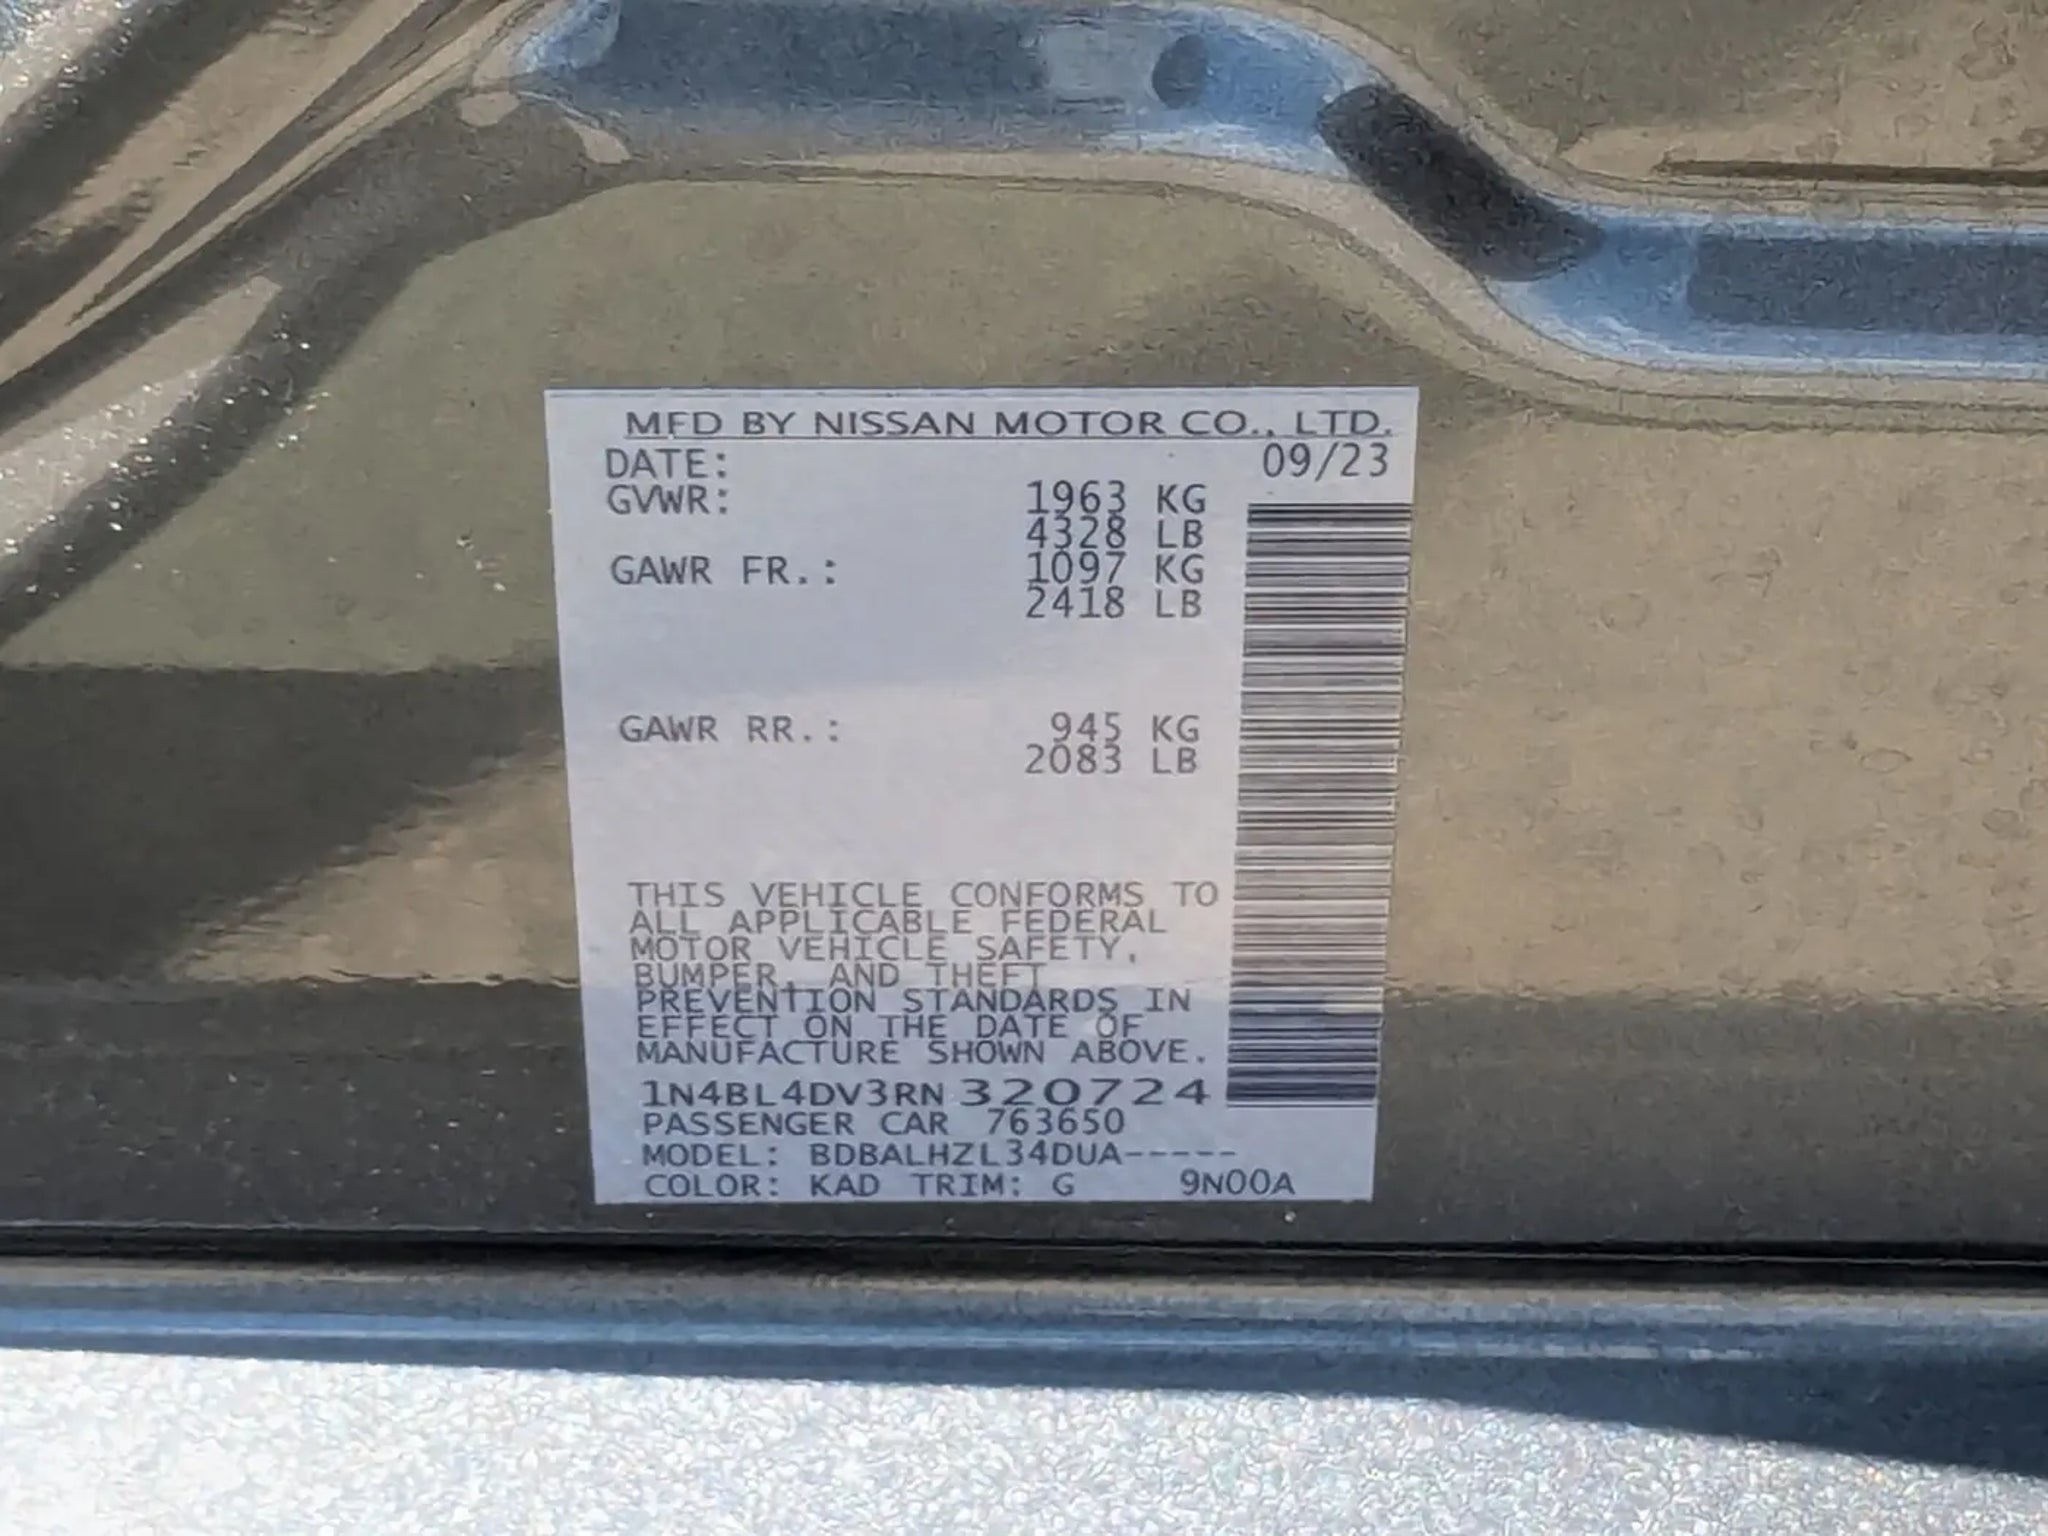 MFD BY NISSAN MOTOR CO., LTD.
DATE: 09/23
GVWR: 1963 KG
4328 LB
GAWR FR.: 1097 KG
2418 LB
GAWR RR.: 945 KG
2083 LB
THIS VEHICLE CONFORMS TO
ALL APPLICABLE FEDERAL
MOTOR VEHICLE SAFETY,
BUMPER, AND THEFT
PREVENTION STANDARDS IN
EFFECT ON THE DATE OF
MANUFACTURE SHOWN ABOVE.
1N4BL4DV3RN320724
PASSENGER CAR 763650
MODEL: BDBALHZL34DUA-----
COLOR: KAD TRIM: G 9N00A